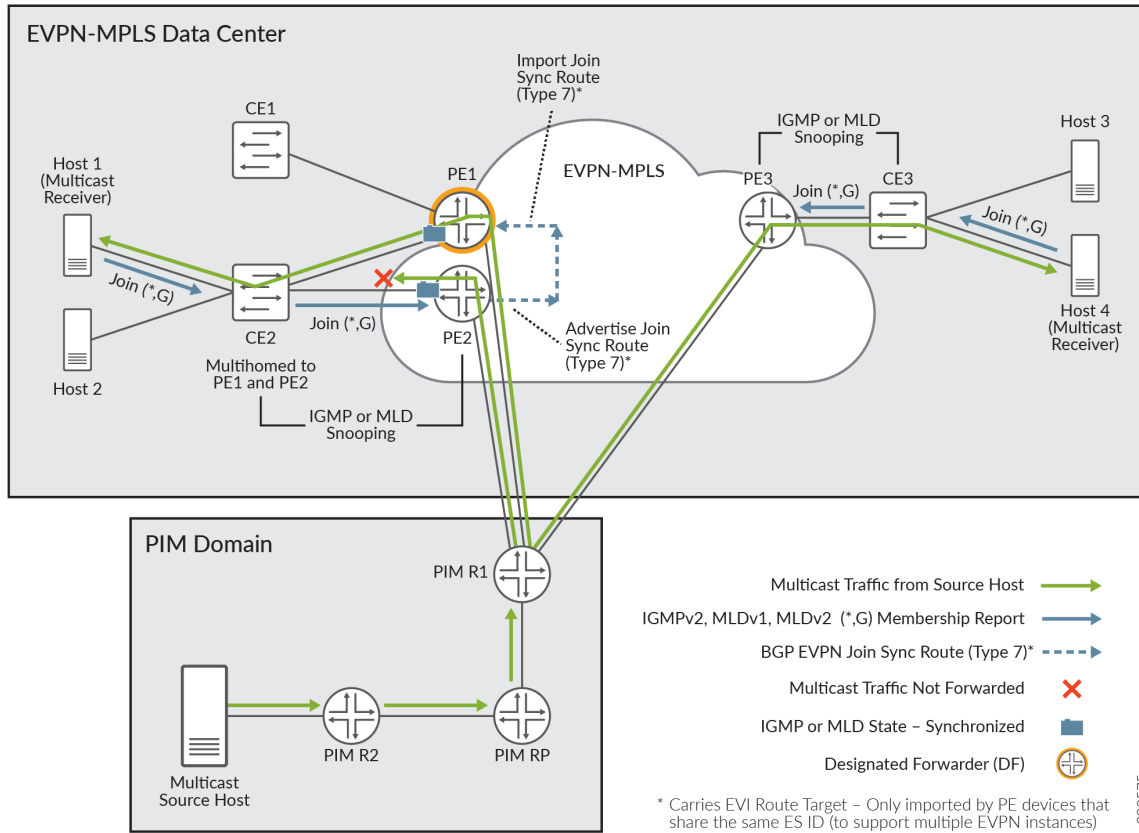 EVPN-MPLS Data Center
Import Join
Sync Route
(Type 7)*
CE1
IGMP or MLD
Snooping
Host 3
Host 1
(Multicast
Receiver)
PE1
EVPN-MPLS
PE3
CE3
Join (*,G)
Join (*,G)
Join (*,G)
Join (*,G)
CE2
PE2
Advertise Join
Sync Route
(Type 7)*
Host 4
(Multicast
Receiver)
Host 2
Multihomed to
PE1 and PE2
IGMP or MLD
Snooping
PIM Domain
PIM R1
PIM R2
PIM RP
Multicast
Source Host
Multicast Traffic from Source Host
IGMPv2, MLDv1, MLDv2 (*,G) Membership Report
BGP EVPN Join Sync Route (Type 7)*
Multicast Traffic Not Forwarded
IGMP or MLD State – Synchronized
Designated Forwarder (DF)
* Carries EVI Route Target – Only imported by PE devices that
share the same ES ID (to support multiple EVPN instances)